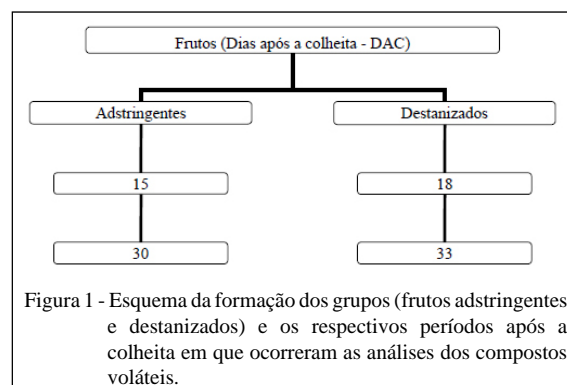 Frutos (Dias após a colheita - DAC)
Adstringentes
Destanizados
15
18
30
33
Figura 1 - Esquema da formação dos grupos (frutos adstringentes
e destanizados) e os respectivos períodos após a
colheita em que ocorreram as análises dos compostos
voláteis.